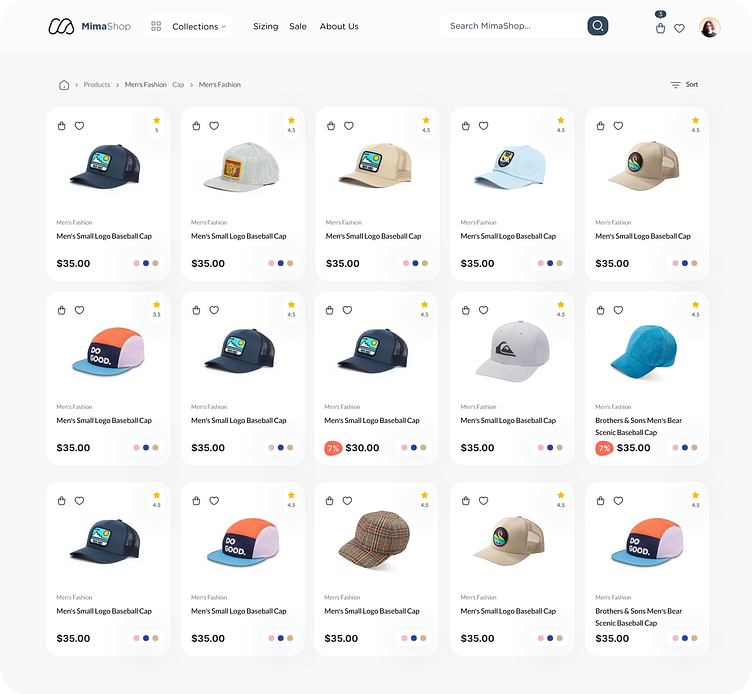 MimaShop
Collections
Sizing
Sale
About Us
Search MimaShop...
3
Products
Men's Fashion
Cap
Men's Fashion
Sort
5
4.5
4.5
4.5
4.5
Men's Fashion
Men's Fashion
Men's Fashion
Men's Fashion
Men's Fashion
Men's Small Logo Baseball Cap
Men's Small Logo Baseball Cap
Men's Small Logo Baseball Cap
Men's Small Logo Baseball Cap
Men's Small Logo Baseball Cap
$35.00
$35.00
$35.00
$35.00
$35.00
3.5
4.5
4.5
4.5
4.5
DO
GOOD.
Men's Fashion
Men's Fashion
Men's Fashion
Men's Fashion
Men's Fashion
Men's Small Logo Baseball Cap
Men's Small Logo Baseball Cap
Men's Small Logo Baseball Cap
Men's Small Logo Baseball Cap
Brothers & Sons Men's Bear
Scenic Baseball Cap
$35.00
$35.00
7% $30.00
$35.00
7% $35.00
4.5
4.5
4.5
4.5
4.5
DO
GOOD.
DO
GOOD.
Men's Fashion
Men's Fashion
Men's Fashion
Men's Fashion
Men's Fashion
Men's Small Logo Baseball Cap
Men's Small Logo Baseball Cap
Men's Small Logo Baseball Cap
Men's Small Logo Baseball Cap
Brothers & Sons Men's Bear
Scenic Baseball Cap
$35.00
$35.00
$35.00
$35.00
$35.00